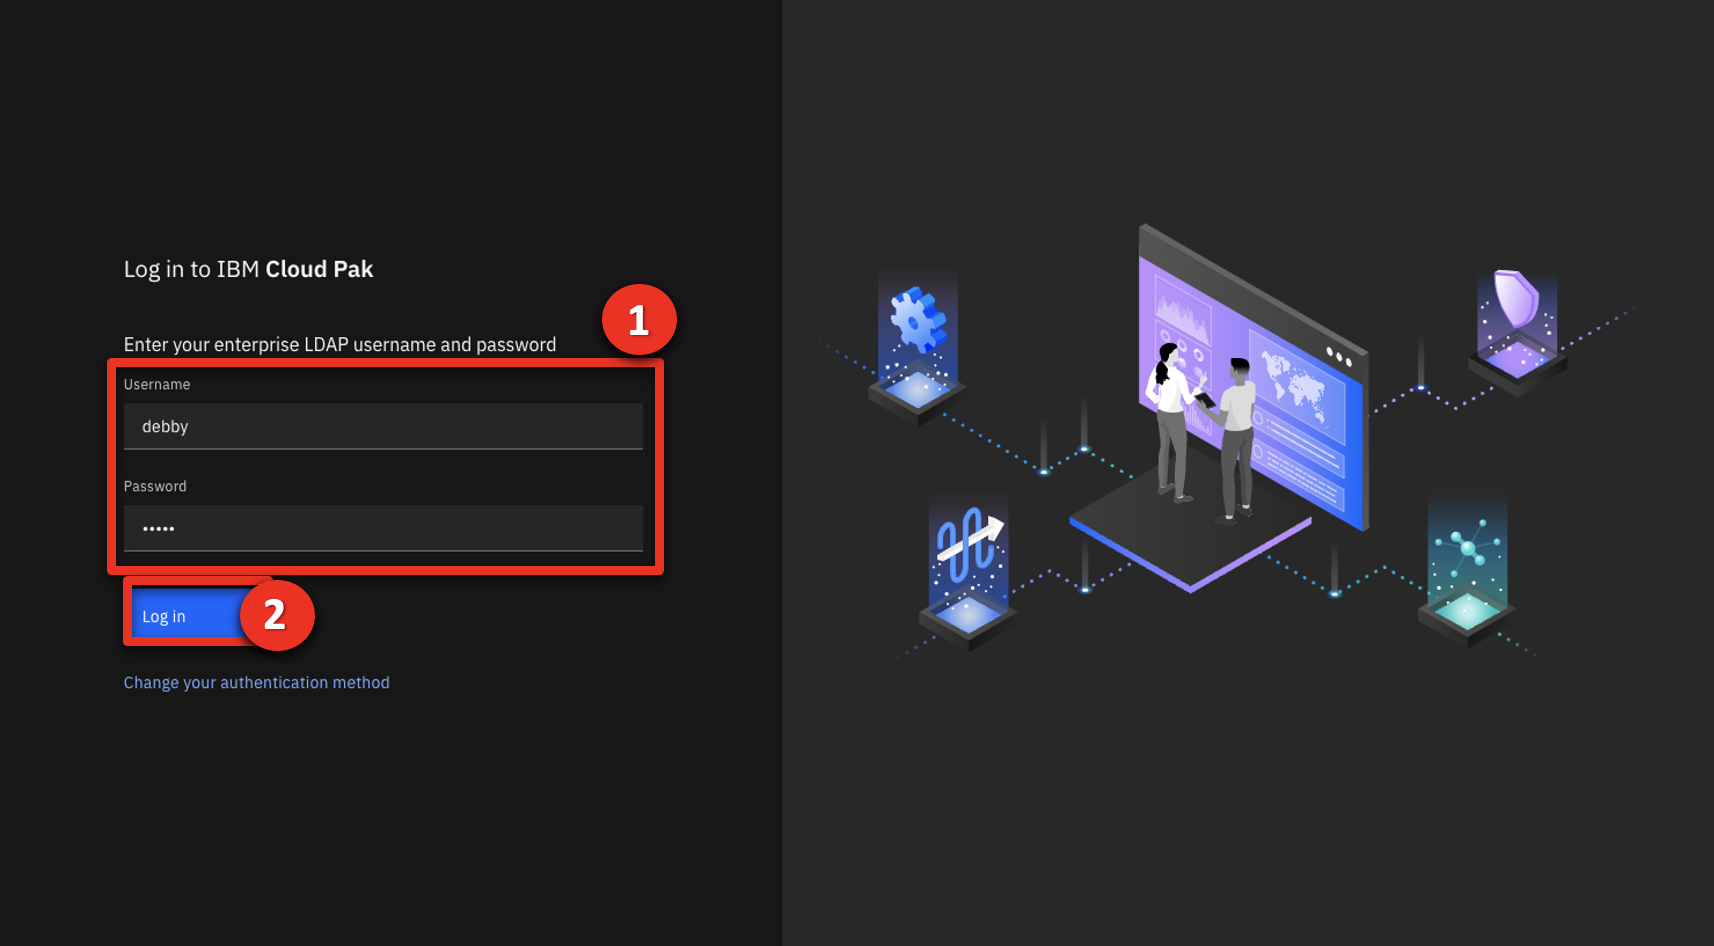 Log in to IBM Cloud Pak
1
Enter your enterprise LDAP username and password
Username
debby
Password
•••••
Log in
2
Change your authentication method